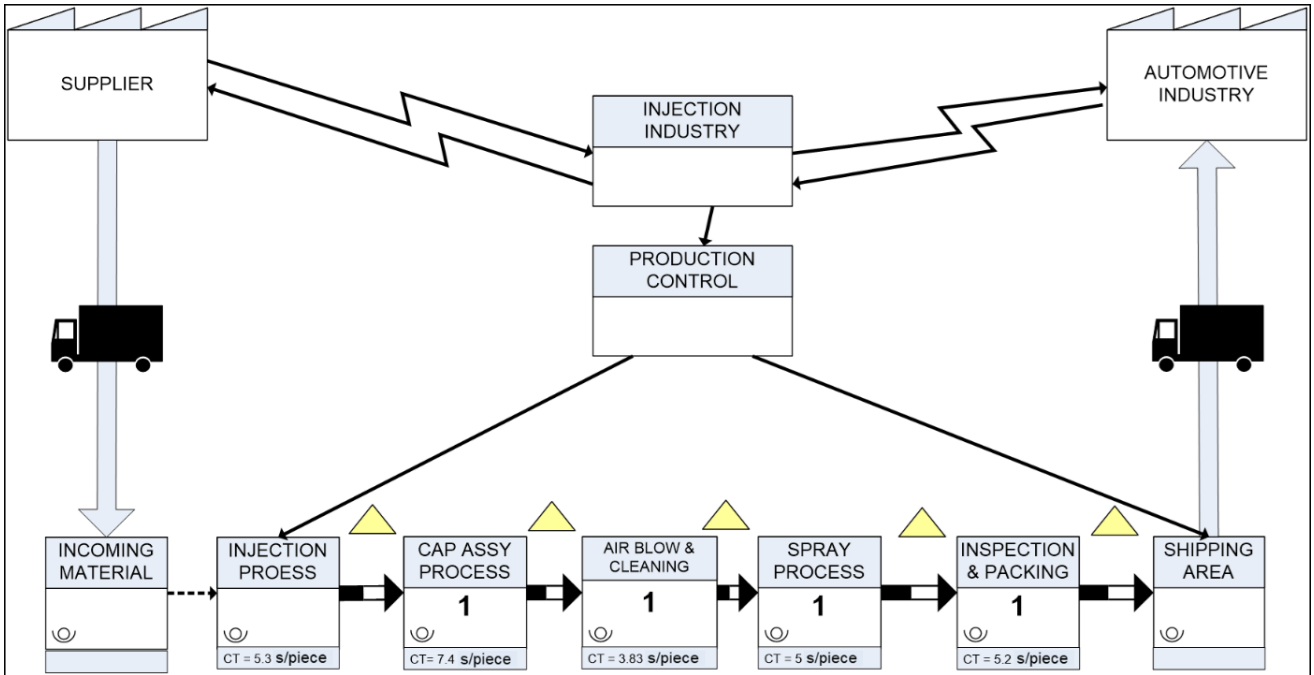 SUPPLIER
AUTOMOTIVE
INDUSTRY
INJECTION
INDUSTRY
PRODUCTION
CONTROL
INCOMING
MATERIAL
INJECTION
PROESS
CT = 5.3 s/piece
CAP ASSY
PROCESS
1
CT= 7.4 s/piece
AIR BLOW &
CLEANING
1
CT = 3.83 s/piece
SPRAY
PROCESS
1
CT = 5 s/piece
INSPECTION
& PACKING
1
CT = 5.2 s/piece
SHIPPING
AREA